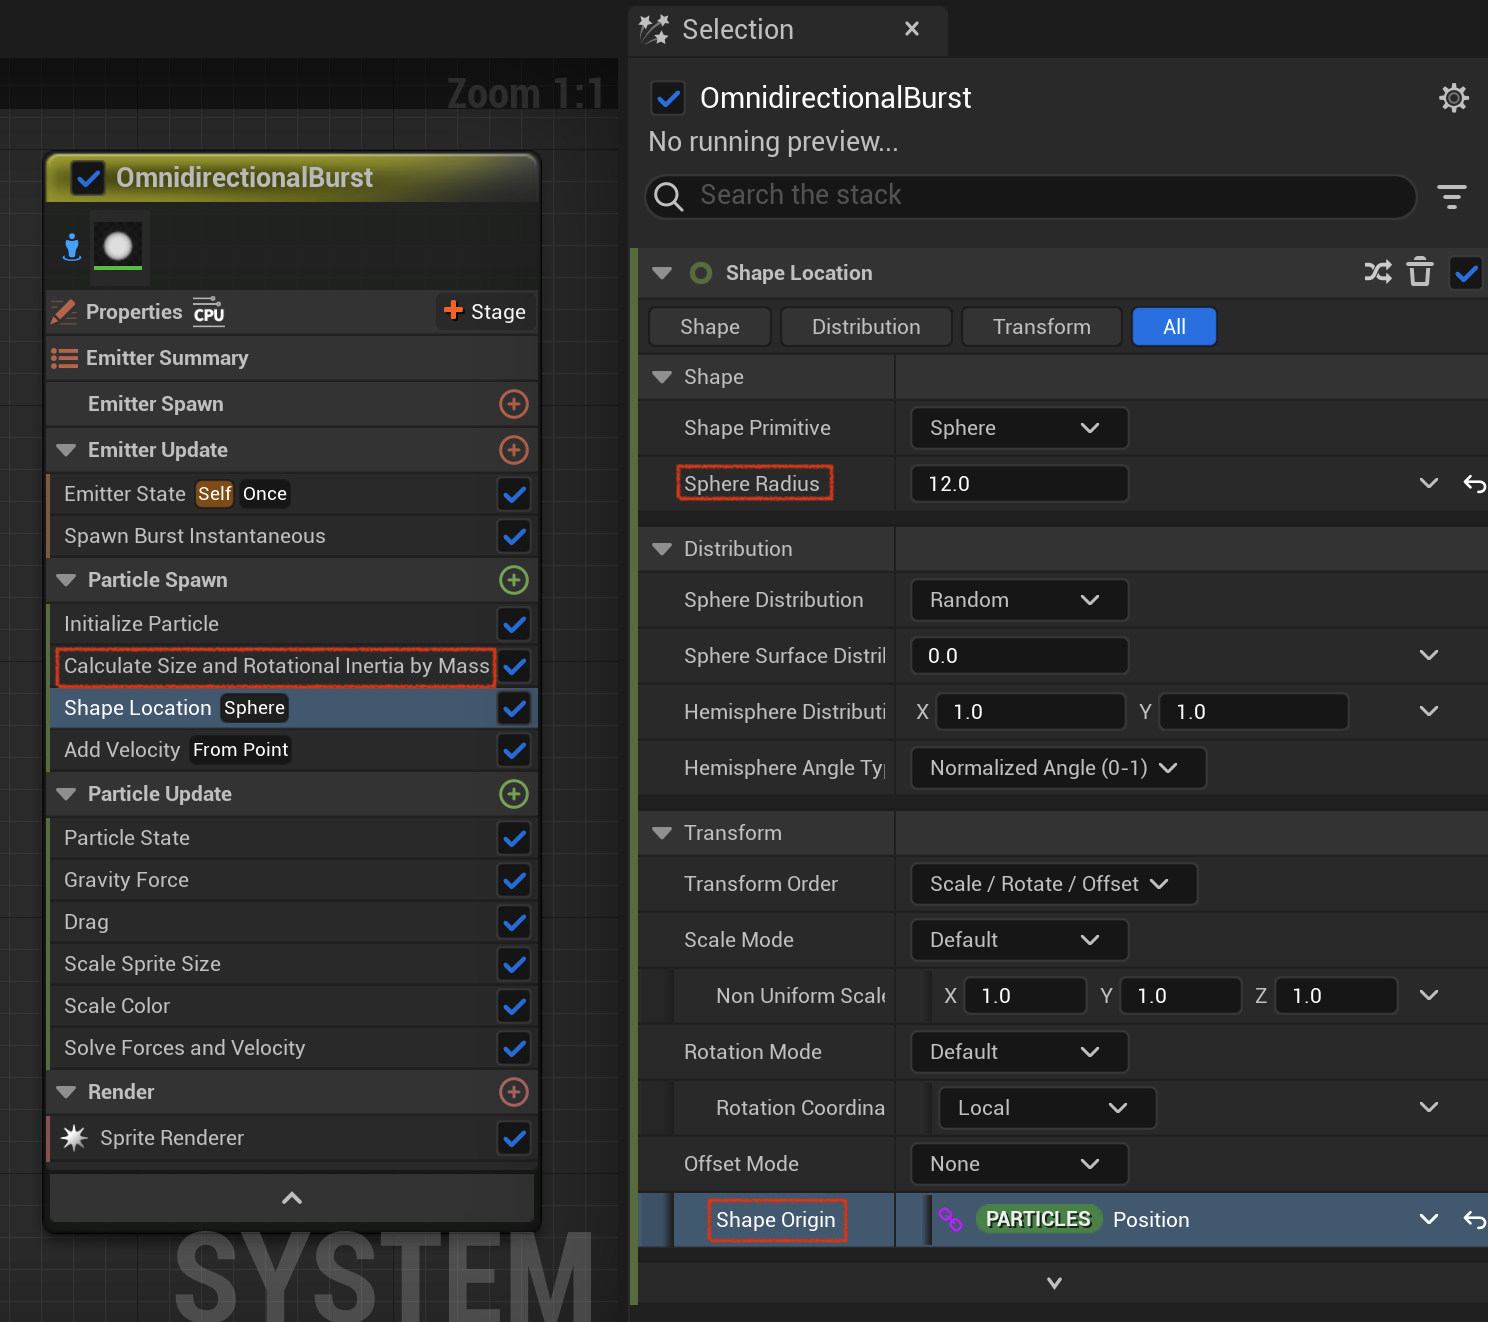 Zoom 1:1
OmnidirectionalBurst
Properties CPU Stage
Emitter Summary
Emitter Spawn
Emitter Update
Emitter State Self Once
Spawn Burst Instantaneous
Particle Spawn
Initialize Particle
Calculate Size and Rotational Inertia by Mass
Shape Location Sphere
Add Velocity From Point
Particle Update
Particle State
Gravity Force
Drag
Scale Sprite Size
Scale Color
Solve Forces and Velocity
Render
Sprite Renderer
SYSTEM
Selection
OmnidirectionalBurst
No running preview...
Search the stack
Shape Location
Shape Distribution Transform All
Shape
Shape Primitive Sphere
Sphere Radius 12.0
Distribution
Sphere Distribution Random
Sphere Surface Distril 0.0
Hemisphere Distributi X 1.0 Y 1.0
Hemisphere Angle Ty Normalized Angle (0-1)
Transform
Transform Order Scale / Rotate / Offset
Scale Mode Default
Non Uniform Scale X 1.0 Y 1.0 Z 1.0
Rotation Mode Default
Rotation Coordina Local
Offset Mode None
Shape Origin PARTICLES Position